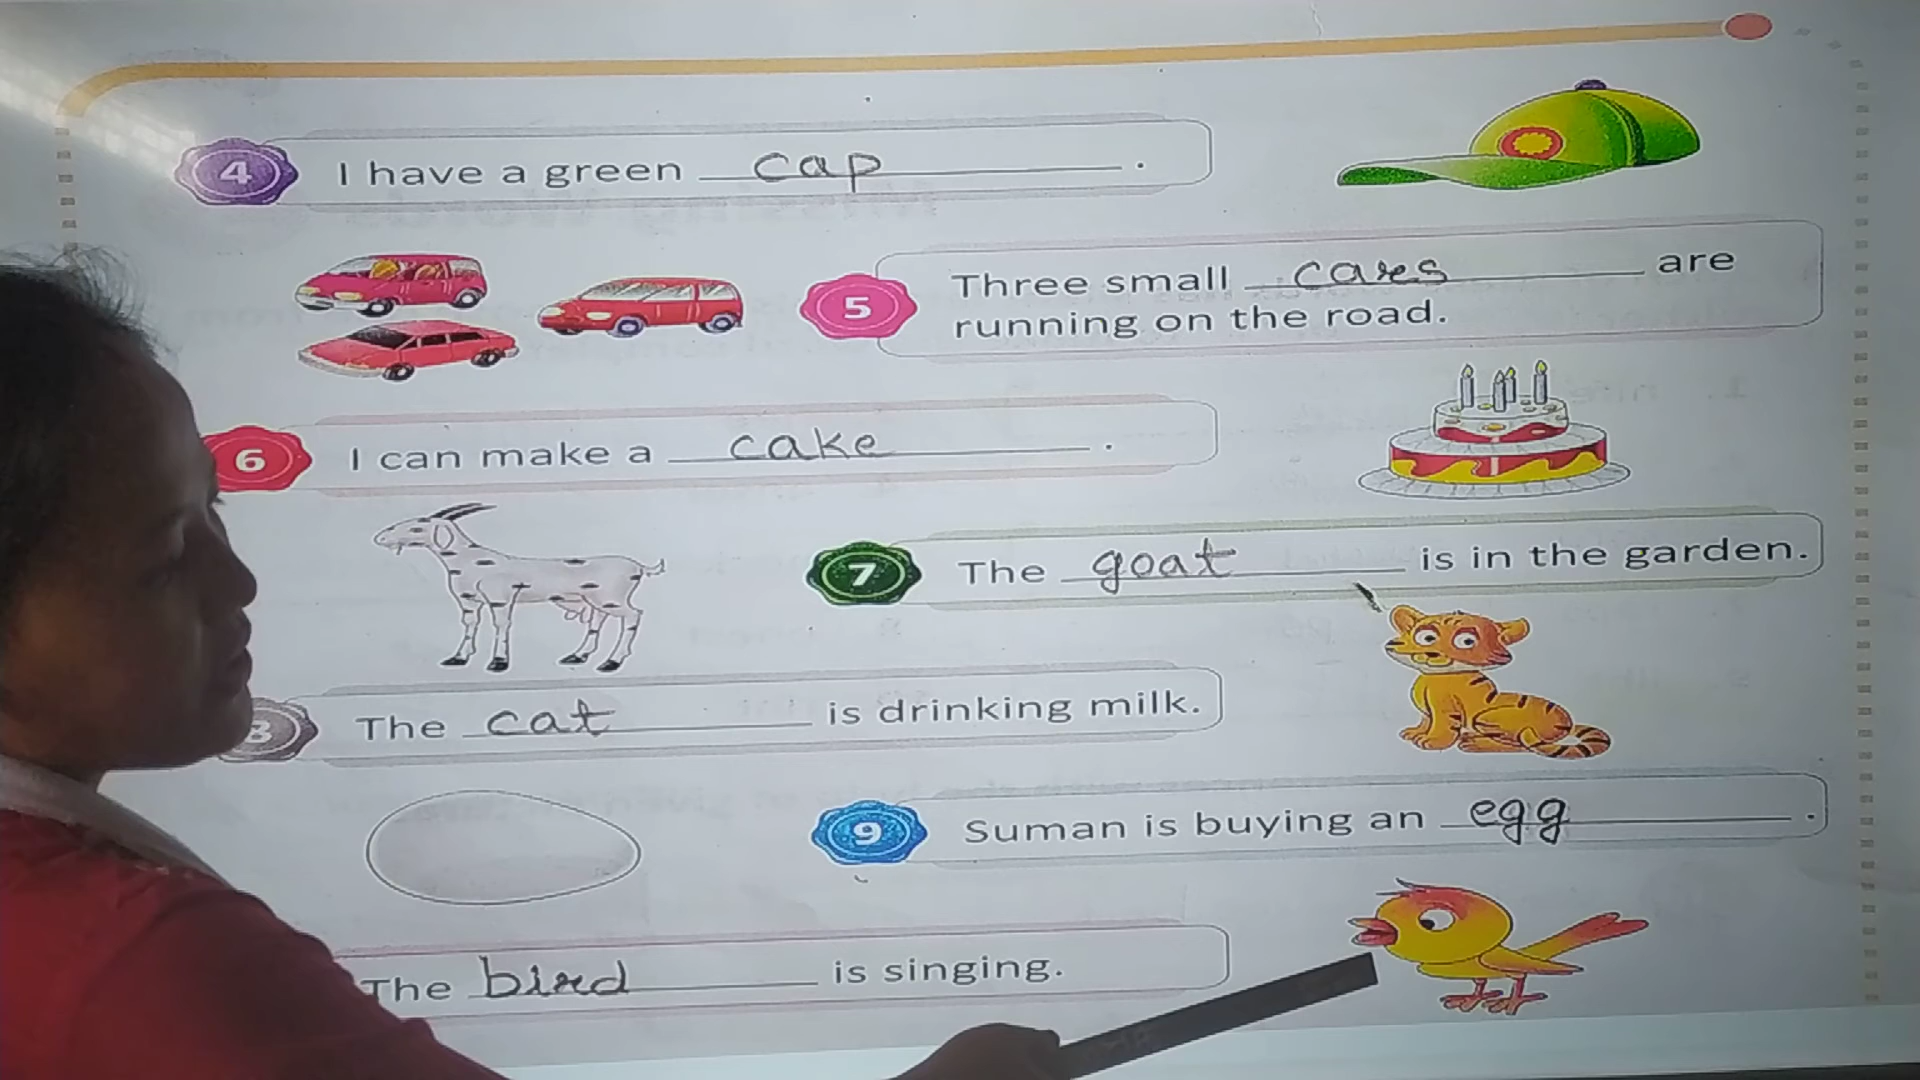 4 I have a green cap.
5 Three small cares are
running on the road.
6 I can make a cake.
7 The goat is in the garden.
8 The cat is drinking milk.
9 Suman is buying an egg.
The bird is singing.